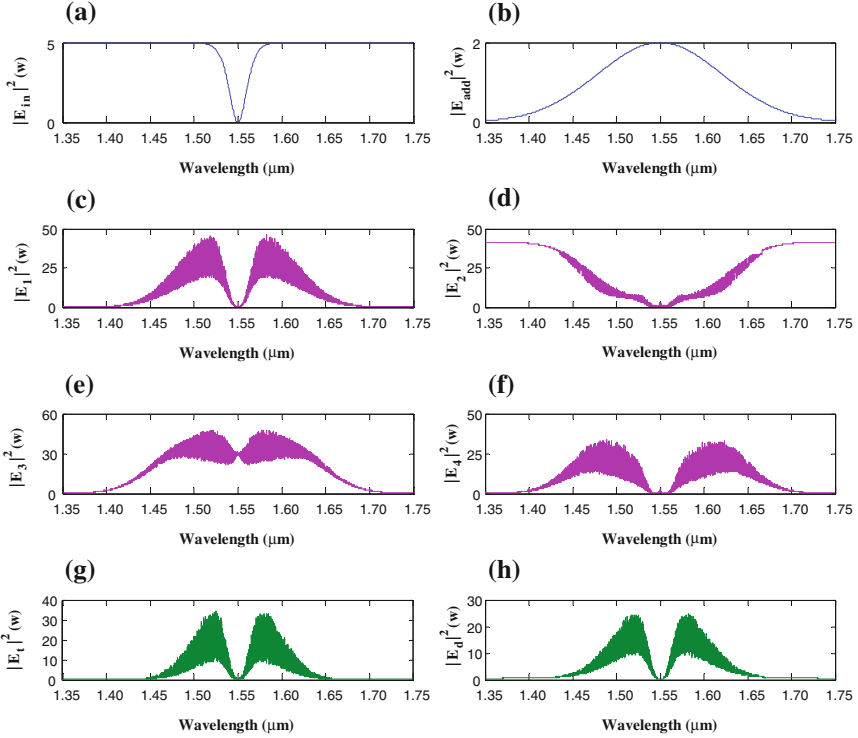 (a)
|E_in|^2 (w)
5
0
1.35 1.40 1.45 1.50 1.55 1.60 1.65 1.70 1.75
Wavelength (μm)
(b)
|E_add|^2 (w)
2
0
1.35 1.40 1.45 1.50 1.55 1.60 1.65 1.70 1.75
Wavelength (μm)
(c)
|E_1|^2 (w)
50
25
0
1.35 1.40 1.45 1.50 1.55 1.60 1.65 1.70 1.75
Wavelength (μm)
(d)
|E_2|^2 (w)
50
25
0
1.35 1.40 1.45 1.50 1.55 1.60 1.65 1.70 1.75
Wavelength (μm)
(e)
|E_3|^2 (w)
60
30
0
1.35 1.40 1.45 1.50 1.55 1.60 1.65 1.70 1.75
Wavelength (μm)
(f)
|E_4|^2 (w)
50
25
0
1.35 1.40 1.45 1.50 1.55 1.60 1.65 1.70 1.75
Wavelength (μm)
(g)
|E_t|^2 (w)
40
30
20
10
0
1.35 1.40 1.45 1.50 1.55 1.60 1.65 1.70 1.75
Wavelength (μm)
(h)
|E_d|^2 (w)
30
20
10
0
1.35 1.40 1.45 1.50 1.55 1.60 1.65 1.70 1.75
Wavelength (μm)